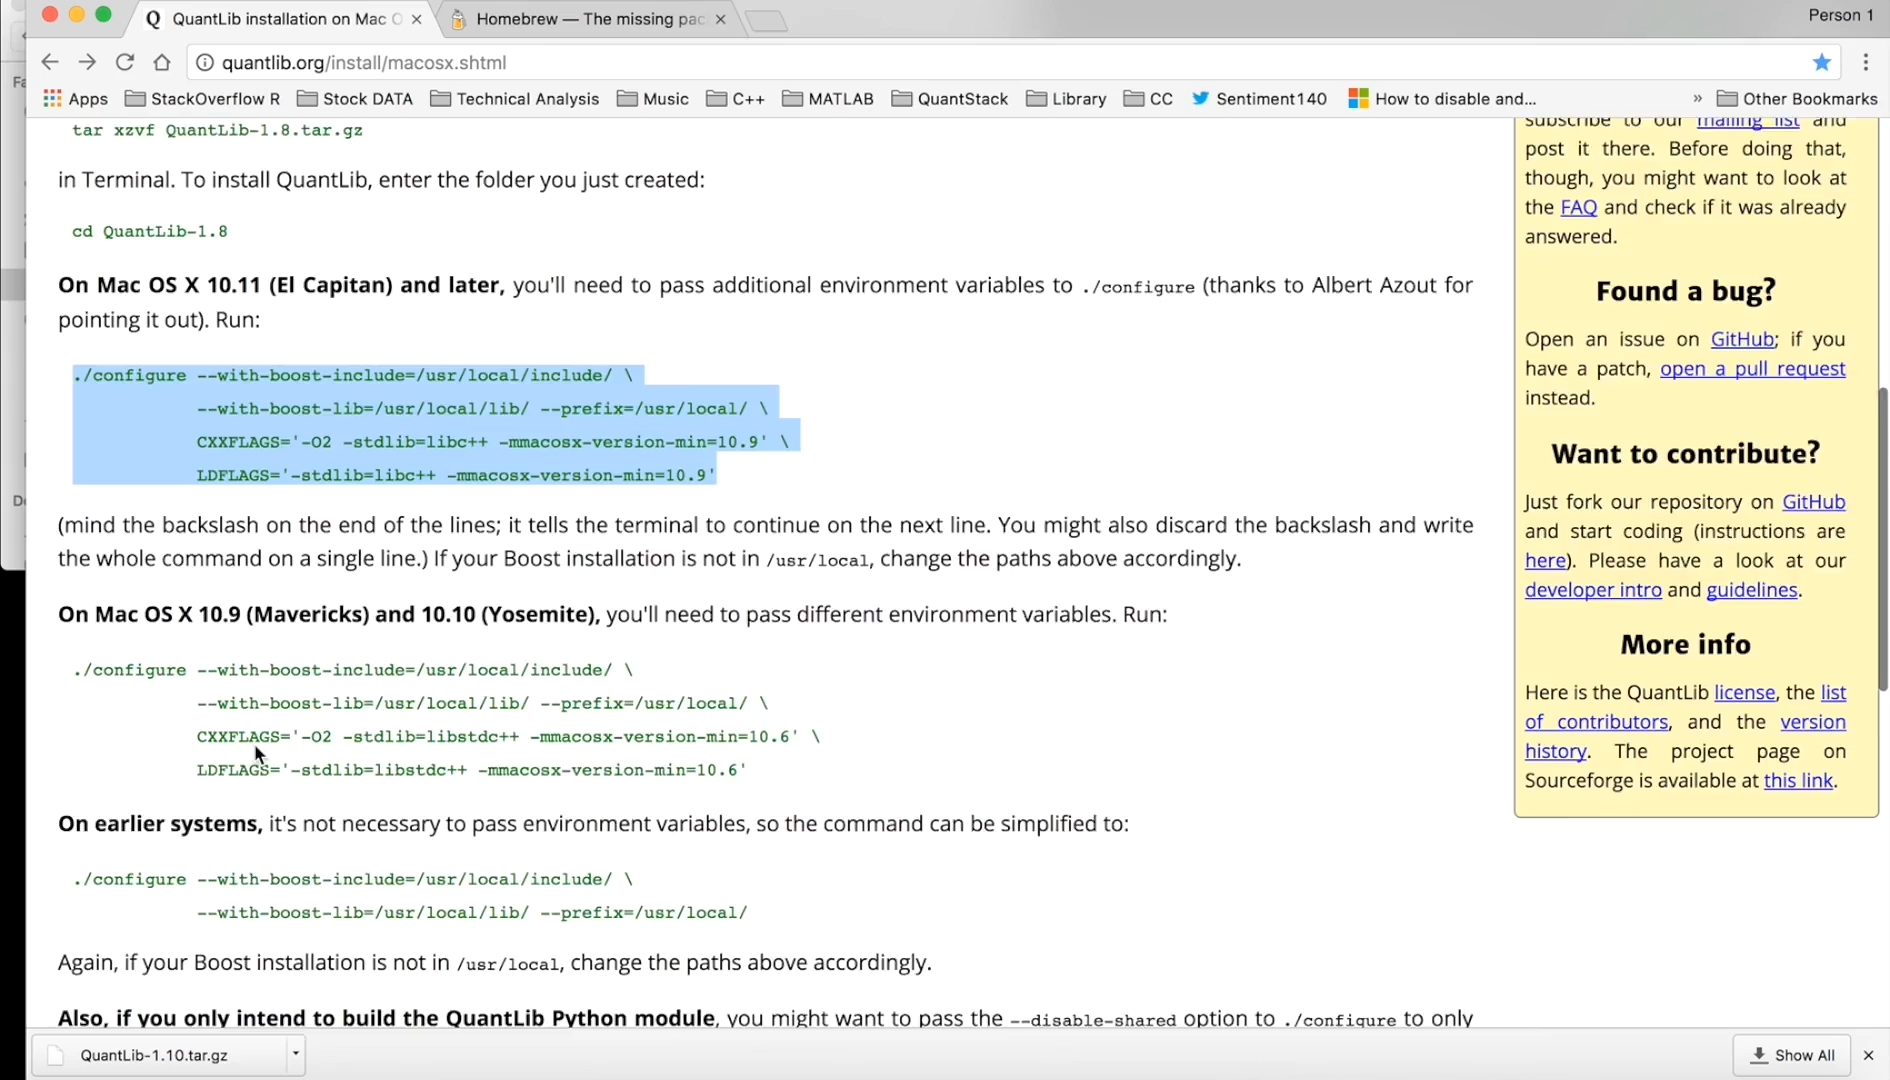 QuantLib installation on Mac O
Homebrew — The missing pac
Person 1
quantlib.org/install/macosx.shtml
Apps StackOverflow R Stock DATA Technical Analysis Music C++ MATLAB QuantStack Library CC Sentiment140 How to disable and... » Other Bookmarks
tar xzvf QuantLib-1.8.tar.gz
in Terminal. To install QuantLib, enter the folder you just created:
cd QuantLib-1.8
On Mac OS X 10.11 (El Capitan) and later, you'll need to pass additional environment variables to ./configure (thanks to Albert Azout for
pointing it out). Run:
./configure --with-boost-include=/usr/local/include/ \
--with-boost-lib=/usr/local/lib/ --prefix=/usr/local/ \
CXXFLAGS='-O2 -stdlib=libc++ -mmacosx-version-min=10.9' \
LDFLAGS='-stdlib=libc++ -mmacosx-version-min=10.9'
(mind the backslash on the end of the lines; it tells the terminal to continue on the next line. You might also discard the backslash and write
the whole command on a single line.) If your Boost installation is not in /usr/local, change the paths above accordingly.
On Mac OS X 10.9 (Mavericks) and 10.10 (Yosemite), you'll need to pass different environment variables. Run:
./configure --with-boost-include=/usr/local/include/ \
--with-boost-lib=/usr/local/lib/ --prefix=/usr/local/ \
CXXFLAGS='-O2 -stdlib=libstdc++ -mmacosx-version-min=10.6' \
LDFLAGS='-stdlib=libstdc++ -mmacosx-version-min=10.6'
On earlier systems, it's not necessary to pass environment variables, so the command can be simplified to:
./configure --with-boost-include=/usr/local/include/ \
--with-boost-lib=/usr/local/lib/ --prefix=/usr/local/
Again, if your Boost installation is not in /usr/local, change the paths above accordingly.
Also, if you only intend to build the QuantLib Python module, you might want to pass the --disable-shared option to ./configure to only
subscribe to our mailing list and
post it there. Before doing that,
though, you might want to look at
the FAQ and check if it was already
answered.
Found a bug?
Open an issue on GitHub; if you
have a patch, open a pull request
instead.
Want to contribute?
Just fork our repository on GitHub
and start coding (instructions are
here). Please have a look at our
developer intro and guidelines.
More info
Here is the QuantLib license, the list
of contributors, and the version
history. The project page on
Sourceforge is available at this link.
QuantLib-1.10.tar.gz
Show All